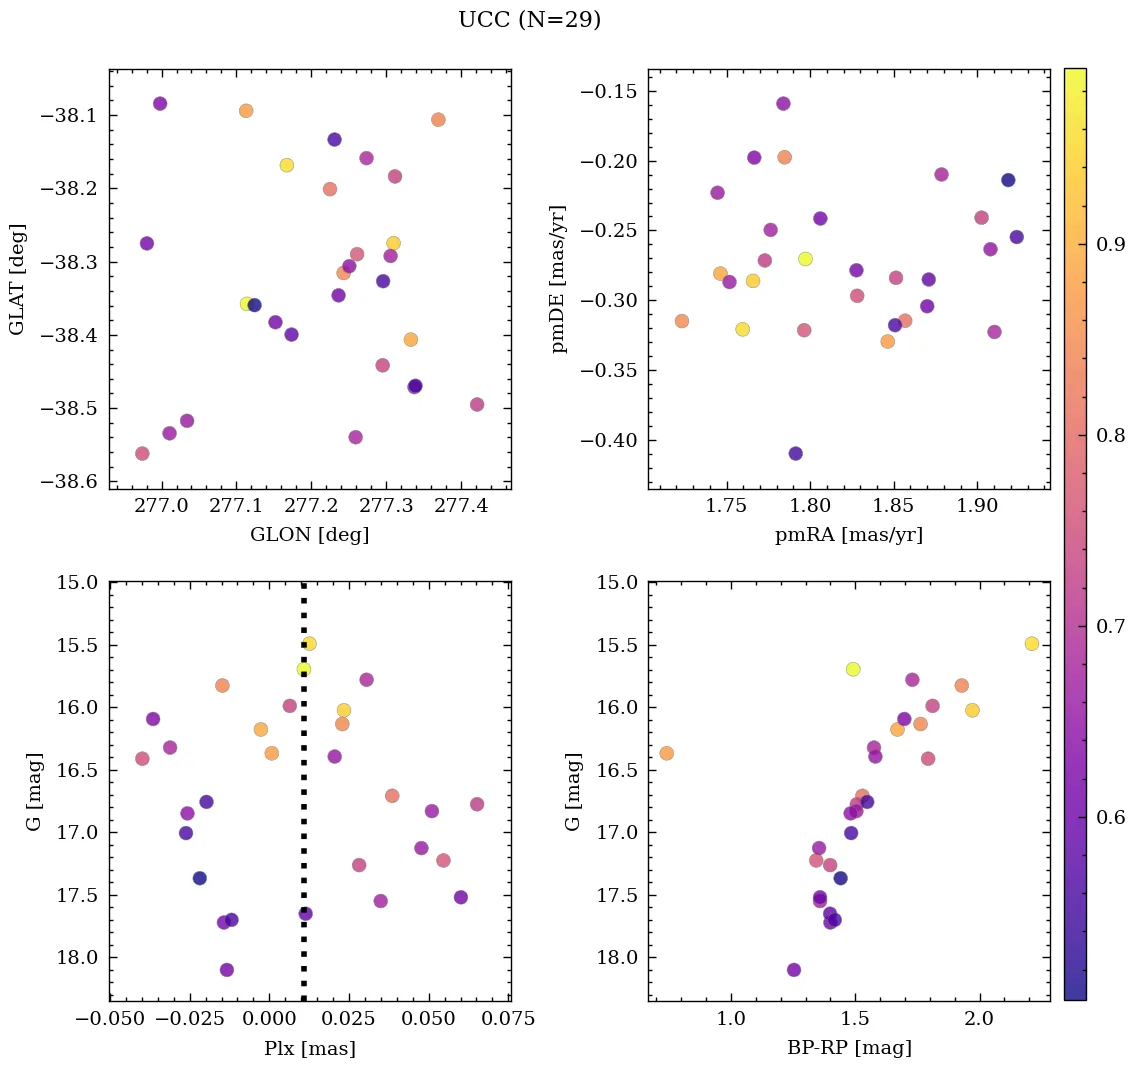 UCC (N=29)
−38.1
−38.2
−38.3
−38.4
−38.5
−38.6
GLAT [deg]
277.0 277.1 277.2 277.3 277.4
GLON [deg]
−0.15
−0.20
−0.25
−0.30
−0.35
−0.40
pmDE [mas/yr]
1.75 1.80 1.85 1.90
pmRA [mas/yr]
0.9
0.8
0.7
0.6
15.0
15.5
16.0
16.5
17.0
17.5
18.0
G [mag]
−0.050 −0.025 0.000 0.025 0.050 0.075
Plx [mas]
15.0
15.5
16.0
16.5
17.0
17.5
18.0
G [mag]
1.0 1.5 2.0
BP-RP [mag]